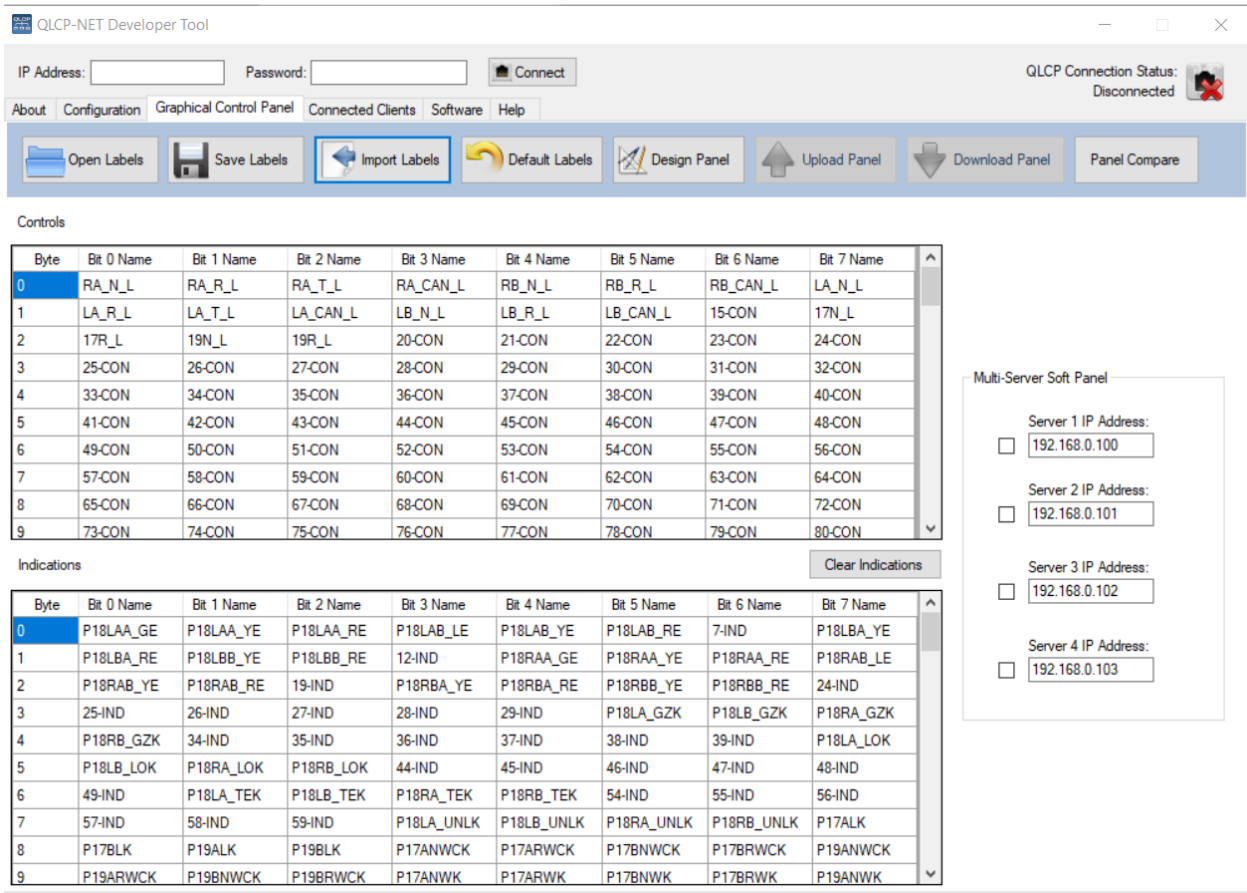 QLCP-NET Developer Tool
IP Address: Password: Connect QLCP Connection Status:
Disconnected
About Configuration Graphical Control Panel Connected Clients Software Help
Open Labels Save Labels Import Labels Default Labels Design Panel Upload Panel Download Panel Panel Compare
Controls
Byte Bit 0 Name Bit 1 Name Bit 2 Name Bit 3 Name Bit 4 Name Bit 5 Name Bit 6 Name Bit 7 Name
0 RA_N_L RA_R_L RA_T_L RA_CAN_L RB_N_L RB_R_L RB_CAN_L LA_N_L
1 LA_R_L LA_T_L LA_CAN_L LB_N_L LB_R_L LB_CAN_L 15-CON 17N_L
2 17R_L 19N_L 19R_L 20-CON 21-CON 22-CON 23-CON 24-CON
3 25-CON 26-CON 27-CON 28-CON 29-CON 30-CON 31-CON 32-CON
4 33-CON 34-CON 35-CON 36-CON 37-CON 38-CON 39-CON 40-CON
5 41-CON 42-CON 43-CON 44-CON 45-CON 46-CON 47-CON 48-CON
6 49-CON 50-CON 51-CON 52-CON 53-CON 54-CON 55-CON 56-CON
7 57-CON 58-CON 59-CON 60-CON 61-CON 62-CON 63-CON 64-CON
8 65-CON 66-CON 67-CON 68-CON 69-CON 70-CON 71-CON 72-CON
9 73-CON 74-CON 75-CON 76-CON 77-CON 78-CON 79-CON 80-CON
Indications Clear Indications
Byte Bit 0 Name Bit 1 Name Bit 2 Name Bit 3 Name Bit 4 Name Bit 5 Name Bit 6 Name Bit 7 Name
0 P18LAA_GE P18LAA_YE P18LAA_RE P18LAB_LE P18LAB_YE P18LAB_RE 7-IND P18LBA_YE
1 P18LBA_RE P18LBB_YE P18LBB_RE 12-IND P18RAA_GE P18RAA_YE P18RAA_RE P18RAB_LE
2 P18RAB_YE P18RAB_RE 19-IND P18RBA_YE P18RBA_RE P18RBB_YE P18RBB_RE 24-IND
3 25-IND 26-IND 27-IND 28-IND 29-IND P18LA_GZK P18LB_GZK P18RA_GZK
4 P18RB_GZK 34-IND 35-IND 36-IND 37-IND 38-IND 39-IND P18LA_LOK
5 P18LB_LOK P18RA_LOK P18RB_LOK 44-IND 45-IND 46-IND 47-IND 48-IND
6 49-IND P18LA_TEK P18LB_TEK P18RA_TEK P18RB_TEK 54-IND 55-IND 56-IND
7 57-IND 58-IND 59-IND P18LA_UNLK P18LB_UNLK P18RA_UNLK P18RB_UNLK P17ALK
8 P17BLK P19ALK P19BLK P17ANWCK P17ARWCK P17BNWCK P17BRWCK P19ANWCK
9 P19ARWCK P19BNWCK P19BRWCK P17ANWK P17ARWK P17BNWK P17BRWK P19ANWK
Multi-Server Soft Panel
Server 1 IP Address:
192.168.0.100
Server 2 IP Address:
192.168.0.101
Server 3 IP Address:
192.168.0.102
Server 4 IP Address:
192.168.0.103